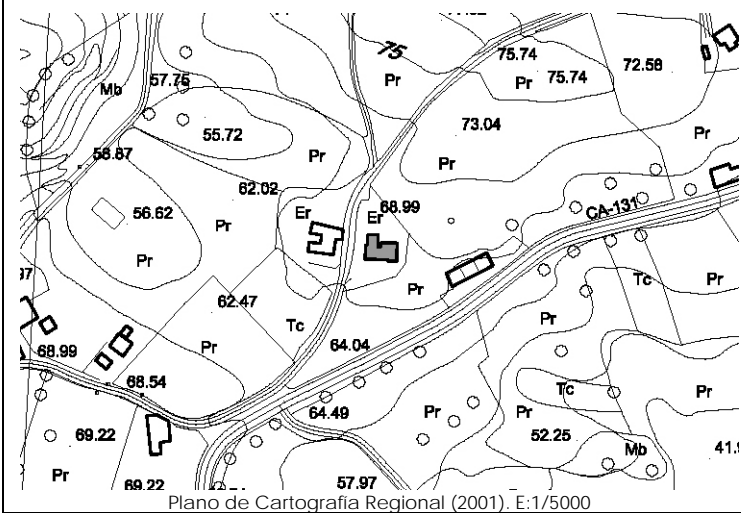 75
75.74
72.58
57.75
Pr
Pr
75.74
Mb
73.04
55.72
Pr
Pr
Pr
58.87
62.02
Er
Er
68.99
CA-131
56.62
Pr
Pr
Tc
Pr
Pr
62.47
Tc
Pr
64.04
Pr
68.99
68.54
Tc
Pr
64.49
Pr
Pr
69.22
52.25
Mb
Pr
69.22
57.97
Plano de Cartografía Regional (2001). E:1/5000